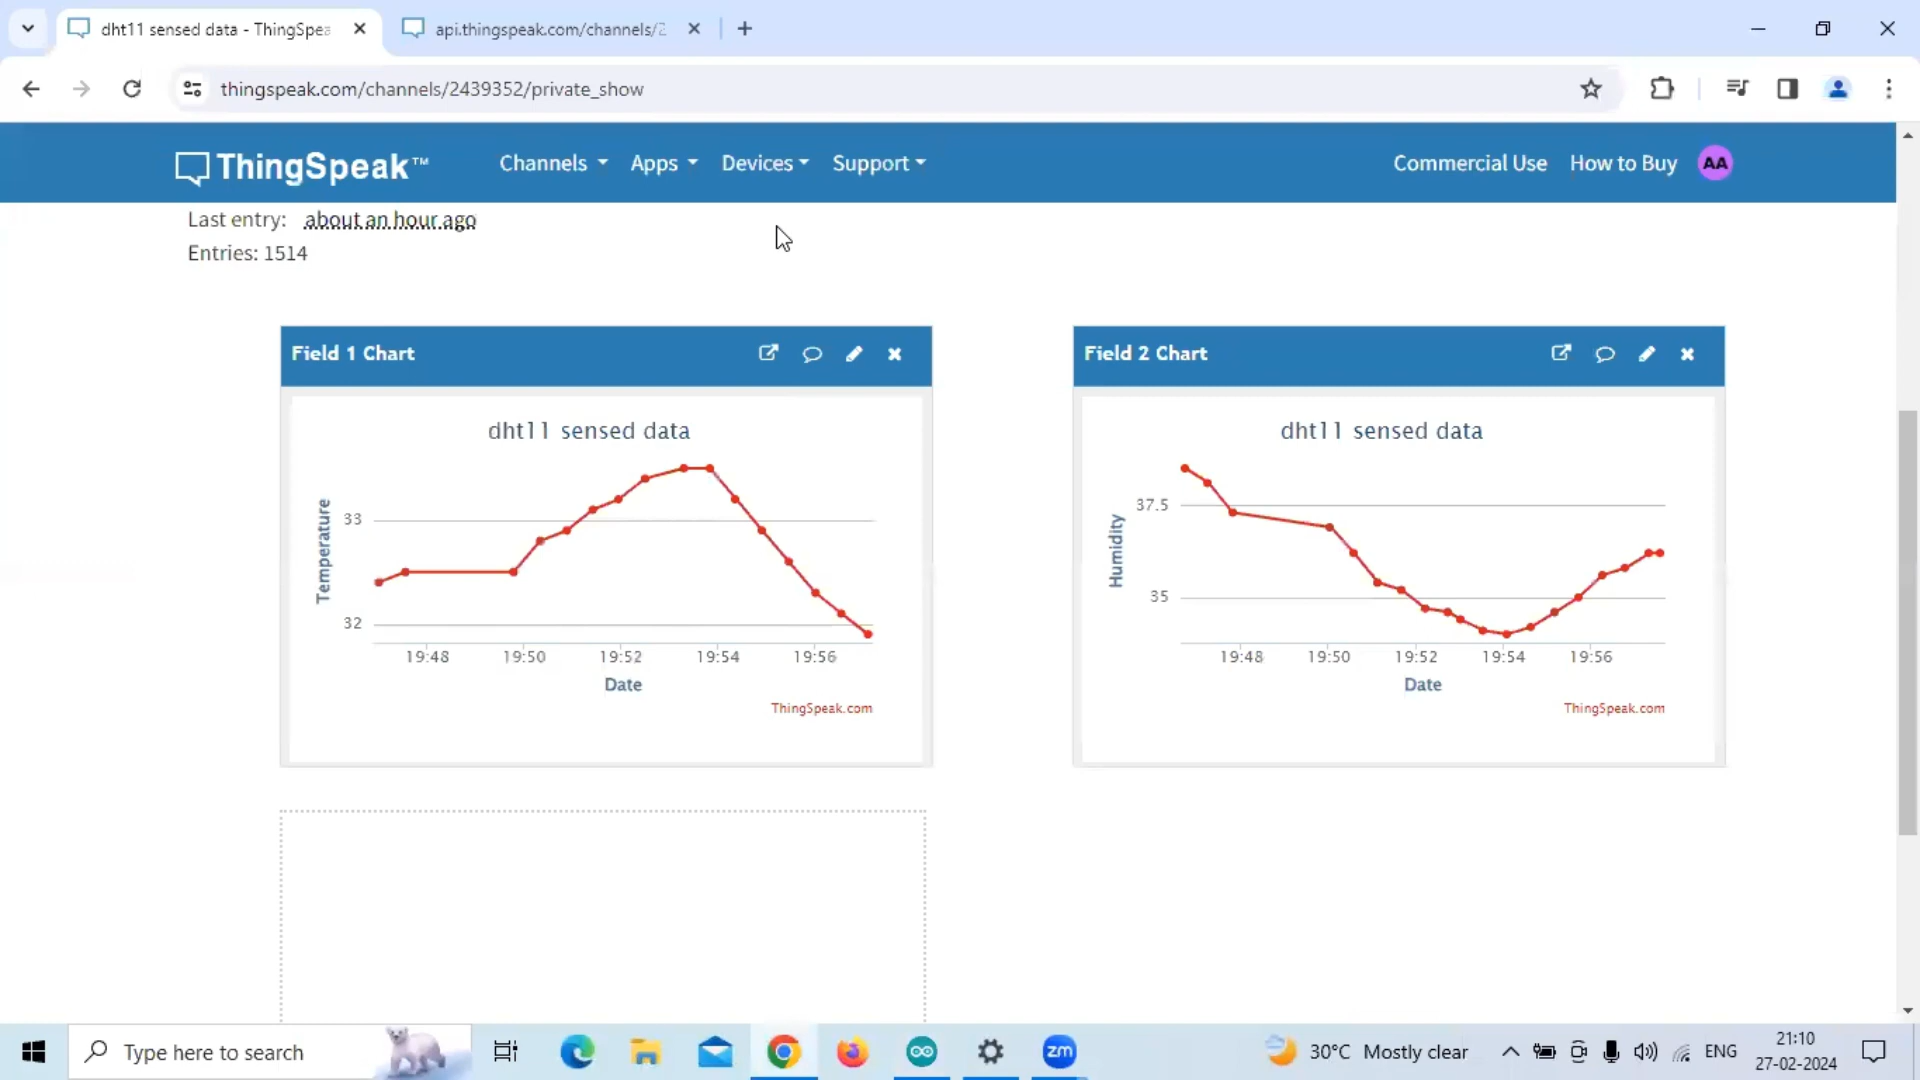 dht11 sensed data - ThingSpea
api.thingspeak.com/channels/2
thingspeak.com/channels/2439352/private_show
ThingSpeak™ Channels Apps Devices Support Commercial Use How to Buy AA
Last entry: about an hour ago
Entries: 1514
Field 1 Chart
dht11 sensed data
Temperature
33
32
19:48 19:50 19:52 19:54 19:56
Date
ThingSpeak.com
Field 2 Chart
dht11 sensed data
Humidity
37.5
35
19:48 19:50 19:52 19:54 19:56
Date
ThingSpeak.com
Type here to search
zm
30°C Mostly clear
ENG
21:10
27-02-2024